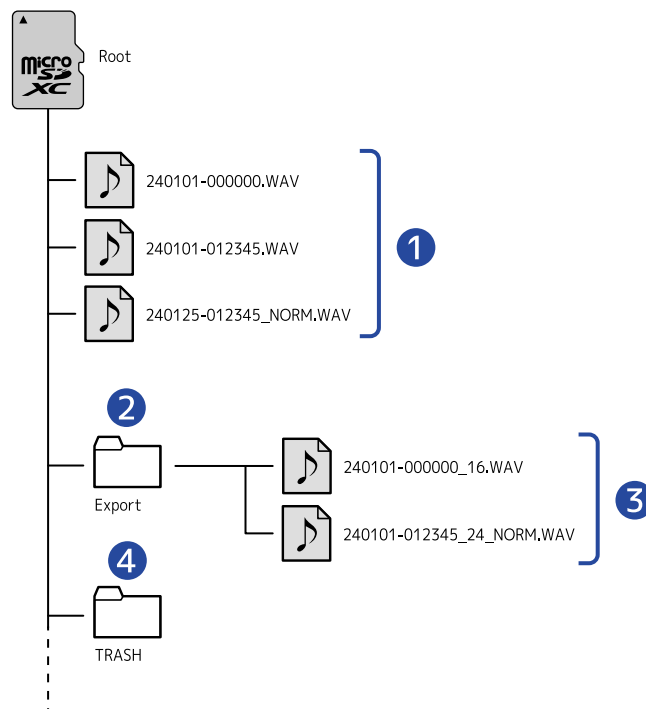 Micro
SD
XC
Root
240101-000000.WAV
240101-012345.WAV
240125-012345_NORM.WAV
1
2
Export
240101-000000_16.WAV
240101-012345_24_NORM.WAV
3
4
TRASH